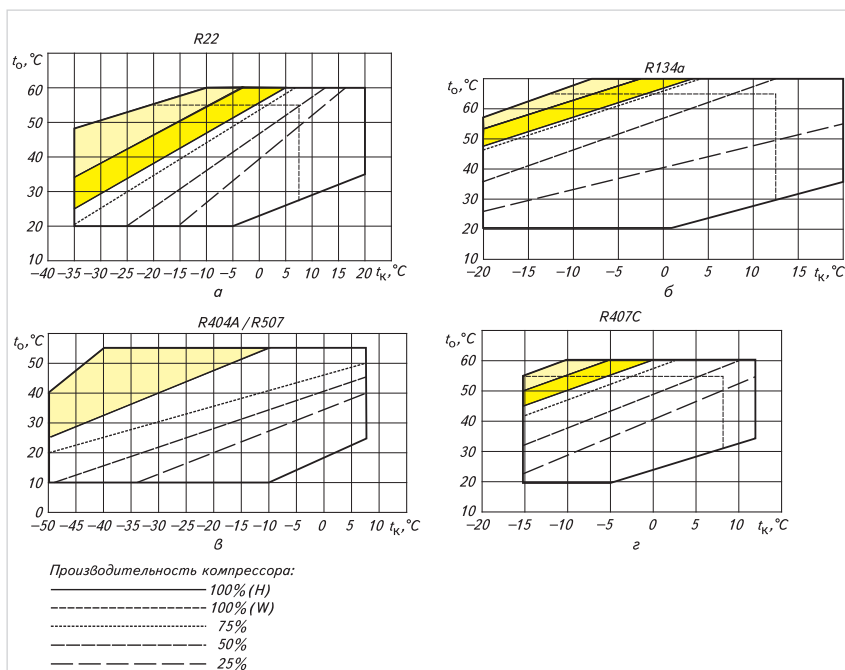 R22
t₀,°C
60
50
40
30
20
10
–40 –35 –30 –25 –20 –15 –10 –5 0 5 10 15 20 tк,°C
а
R134a
t₀,°C
70
60
50
40
30
20
10
–20 –15 –10 –5 0 5 10 15 tк,°C
б
R404A / R507
t₀,°C
50
40
30
20
10
0
–50 –45 –40 –35 –30 –25 –20 –15 –10 –5 0 5 10 tк,°C
в
R407C
t₀,°C
60
50
40
30
20
10
–20 –15 –10 –5 0 5 10 tк,°C
г
Производительность компрессора:
100% (H)
100% (W)
75%
50%
25%